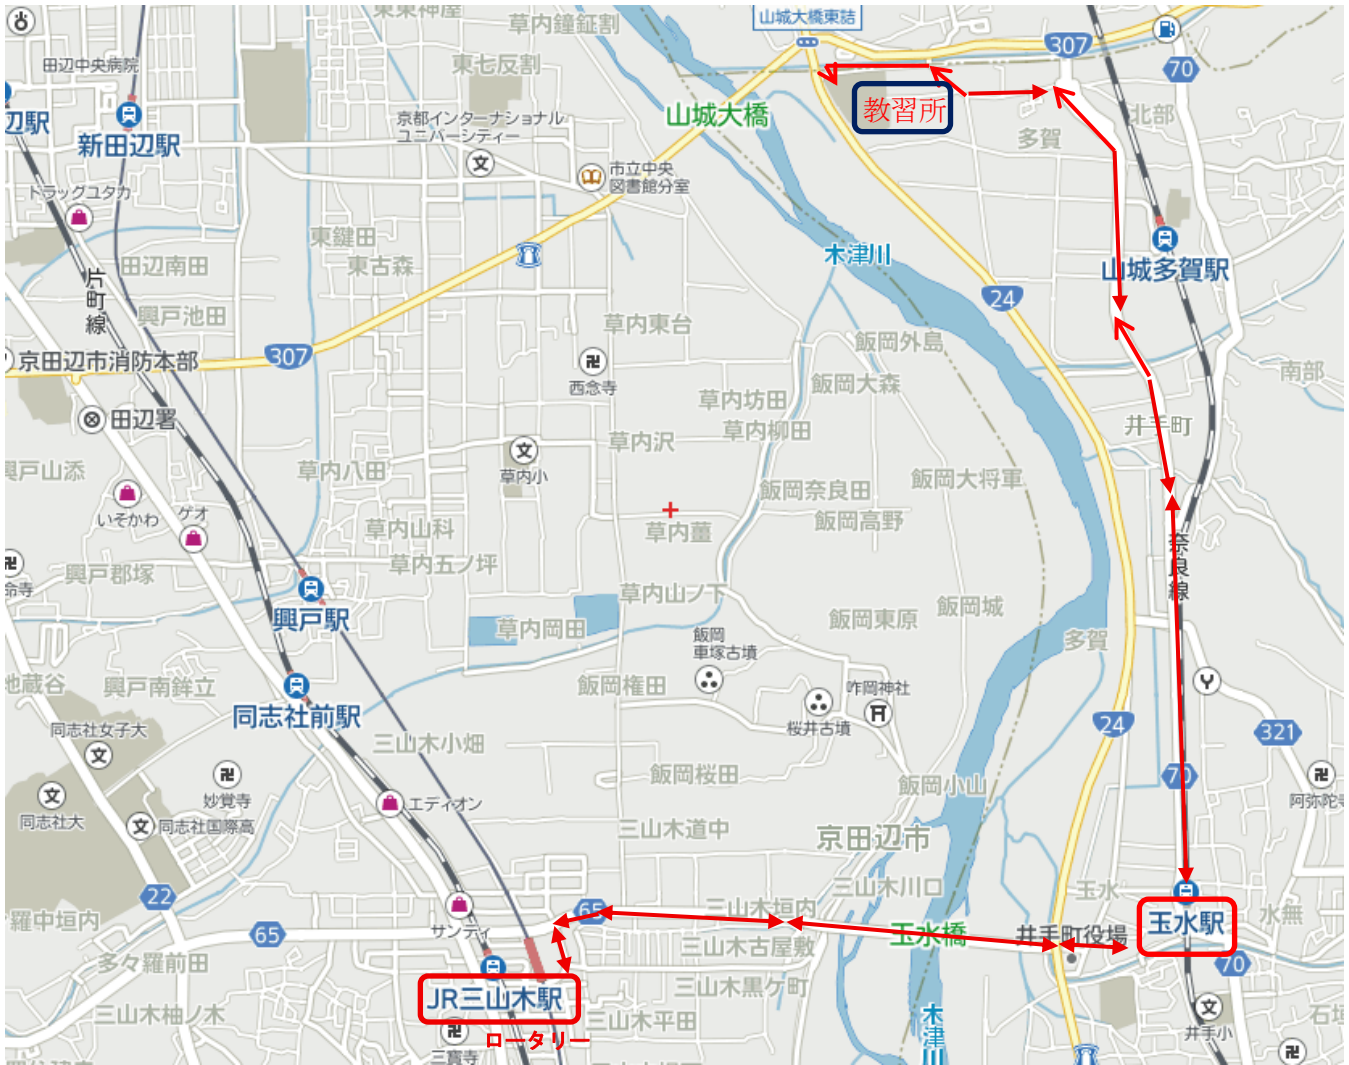 東東神屋
草内鐘鉦割
山城大橋東詰
307
田辺中央病院
東七反割
70
山城大橋
教習所
北部
辺駅
新田辺駅
京都インターナショナル
ユニバーシティー
多賀
市立中央
図書館分室
ドラッグユタカ
東鍵田
木津川
田辺南田
東古森
山城多賀駅
片町線
24
興戸池田
草内東台
307
飯岡外島
京田辺市消防本部
西念寺
飯岡大森
南部
草内坊田
田辺署
草内柳田
井手町
草内沢
興戸山添
草内八田
草内小
飯岡大将軍
飯岡奈良田
いそかわ
ゲオ
草内山科
草内薑
飯岡高野
奈良線
草内五ノ坪
興戸郡塚
命寺
草内山ノ下
飯岡城
興戸駅
草内岡田
飯岡東原
多賀
飯岡
車塚古墳
地蔵谷
興戸南鉾立
飯岡権田
咋岡神社
同志社前駅
桜井古墳
24
321
同志社女子大
三山木小畑
飯岡桜田
70
妙覚寺
飯岡小山
阿弥陀寺
エディオン
同志社大
同志社国際高
三山木道中
京田辺市
22
三山木川口
玉水
65
三山木垣内
水無
羅中垣内
65
サンディ
玉水橋
井手町役場
玉水駅
三山木古屋敷
多々羅前田
70
JR三山木駅
三山木黒ケ町
三山木柚ノ木
三山木平田
木津川
井手小
石垣
ロータリー
三寶寺